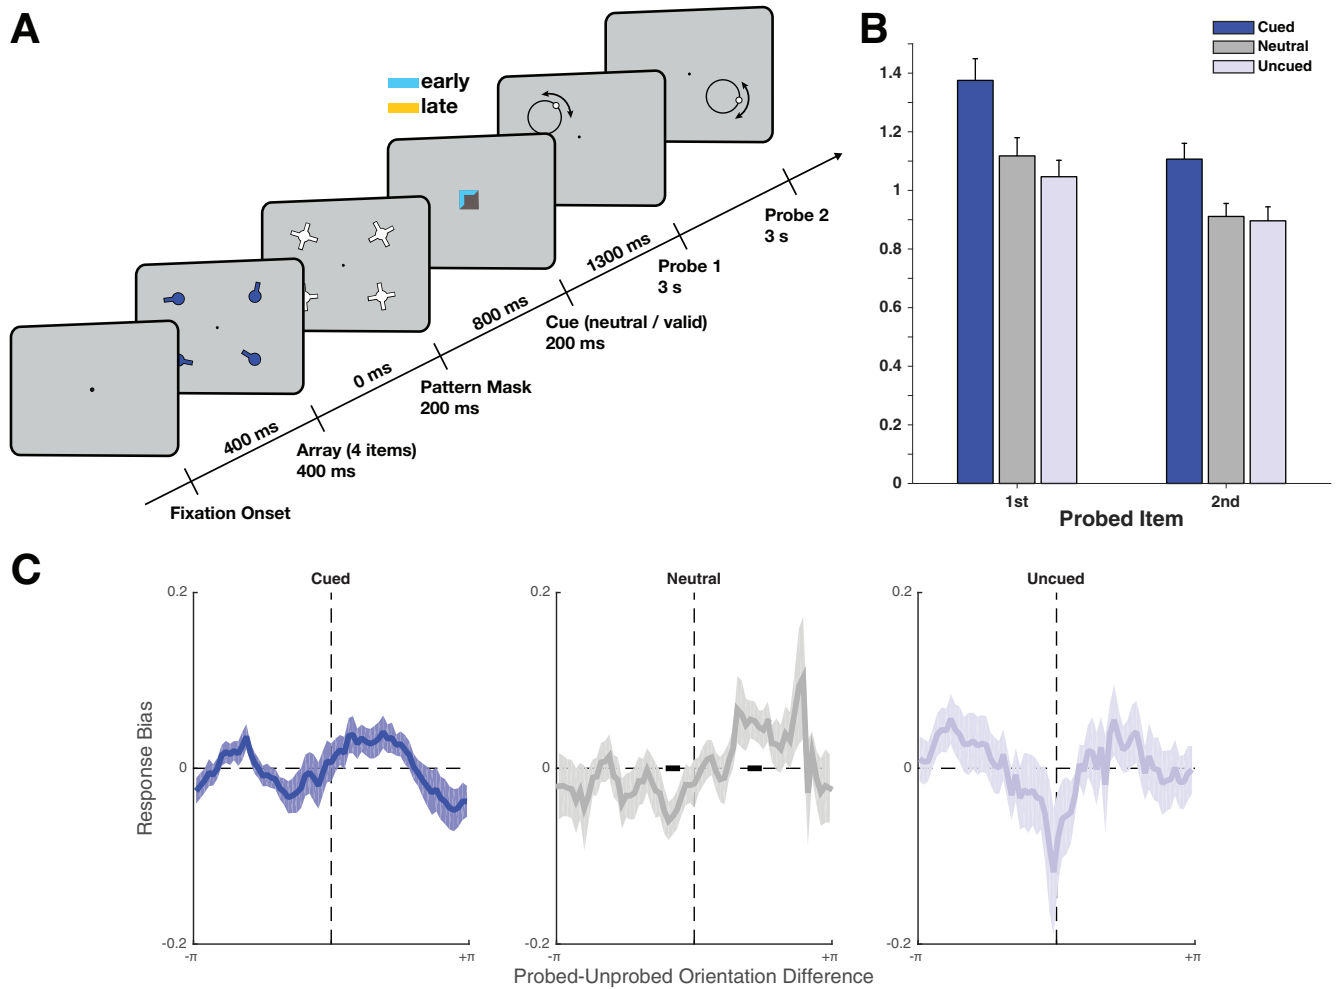 A
early
late
400 ms
0 ms
800 ms
1300 ms
Fixation Onset
Array (4 items)
400 ms
Pattern Mask
200 ms
Cue (neutral / valid)
200 ms
Probe 1
3 s
Probe 2
3 s
B
Cued
Neutral
Uncued
1.4
1.2
1
0.8
0.6
0.4
0.2
0
1st
2nd
Probed Item
C
Cued
Neutral
Uncued
0.2
0
-0.2
-π
+π
0.2
0
-0.2
-π
+π
0.2
0
-0.2
-π
+π
Response Bias
Probed-Unprobed Orientation Difference